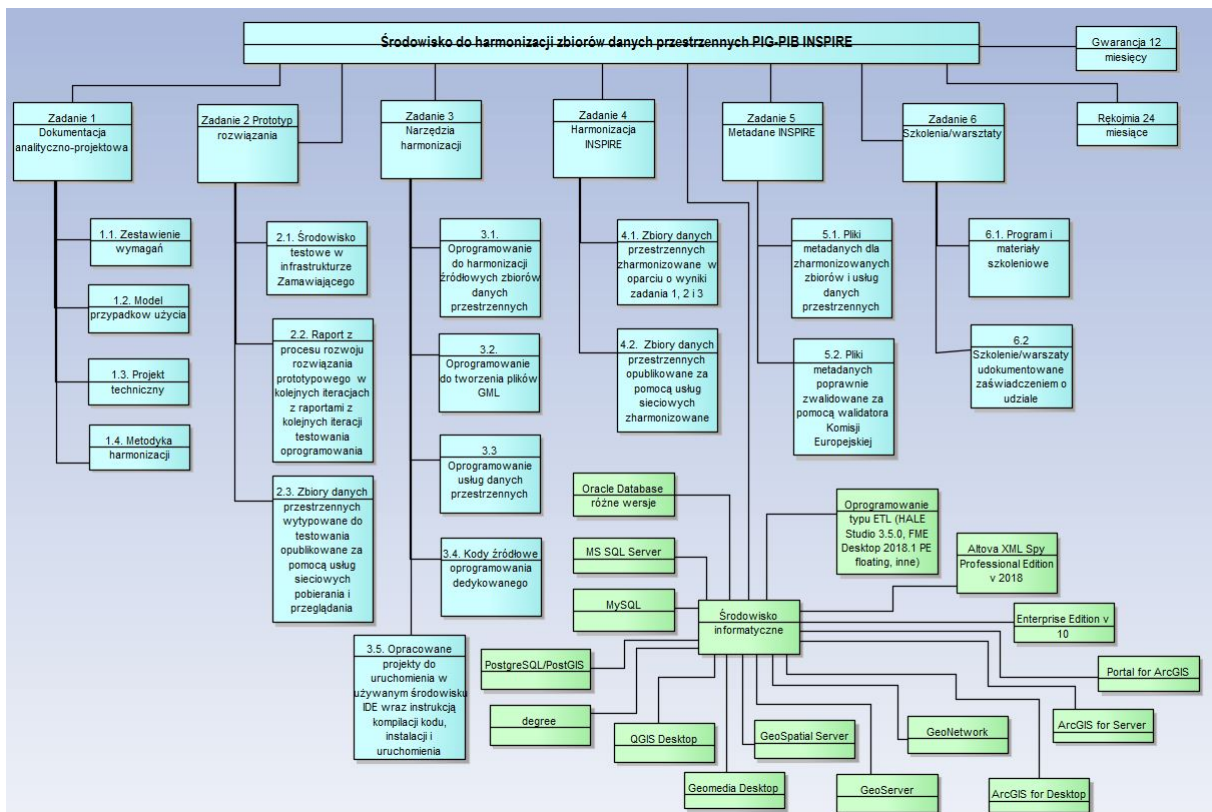 Środowisko do harmonizacji zbiorów danych przestrzennych PIG-PIB INSPIRE
Gwarancja 12
miesięcy
Rękojmia 24
miesiące
Zadanie 1
Dokumentacja
analityczno-projektowa
Zadanie 2 Prototyp
rozwiązania
Zadanie 3
Narzędzia
harmonizacji
Zadanie 4
Harmonizacja
INSPIRE
Zadanie 5
Metadane INSPIRE
Zadanie 6
Szkolenia/warsztaty
1.1. Zestawienie
wymagań
1.2. Model
przypadkow użycia
1.3. Projekt
techniczny
1.4. Metodyka
harmonizacji
2.1. Środowisko
testowe w
infrastrukturze
Zamawiającego
2.2. Raport z
procesu rozwoju
rozwiązania
prototypowego w
kolejnych iteracjach
z raportami z
kolejnych iteracji
testowania
oprogramowania
2.3. Zbiory danych
przestrzennych
wytypowane do
testowania
opublikowane za
pomocą usług
sieciowych
pobierania i
przeglądania
3.1.
Oprogramowanie
do harmonizacji
źródłowych zbiorów
danych
przestrzennych
3.2.
Oprogramowanie
do tworzenia plików
GML
3.3
Oprogramowanie
usług danych
przestrzennych
3.4. Kody źródłowe
oprogramowania
dedykowanego
3.5. Opracowane
projekty do
uruchomienia w
używanym środowisku
IDE wraz instrukcją
kompilacji kodu,
instalacji i
uruchomienia
4.1. Zbiory danych
przestrzennych
zharmonizowane w
oparciu o wyniki
zadania 1, 2 i 3
4.2. Zbiory danych
przestrzennych
opublikowane za
pomocą usług
sieciowych
zharmonizowane
5.1. Pliki
metadanych dla
zharmonizowanych
zbiorów i usług
danych
przestrzennych
5.2. Pliki
metadanych
poprawnie
zwalidowane za
pomocą walidatora
Komisji
Europejskiej
6.1. Program i
materiały
szkoleniowe
6.2
Szkolenie/warszaty
udokumentowane
zaświadczeniem o
udziale
Oracle Database
różne wersje
MS SQL Server
MySQL
PostgreSQL/PostGIS
degree
QGIS Desktop
Geomedia Desktop
GeoSpatial Server
GeoServer
GeoNetwork
ArcGIS for Desktop
ArcGIS for Server
Portal for ArcGIS
Enterprise Edition v
10
Altova XML Spy
Professional Edition
v 2018
Oprogramowanie
typu ETL (HALE
Studio 3.5.0, FME
Desktop 2018.1 PE
floating, inne)
Środowisko
informatyczne